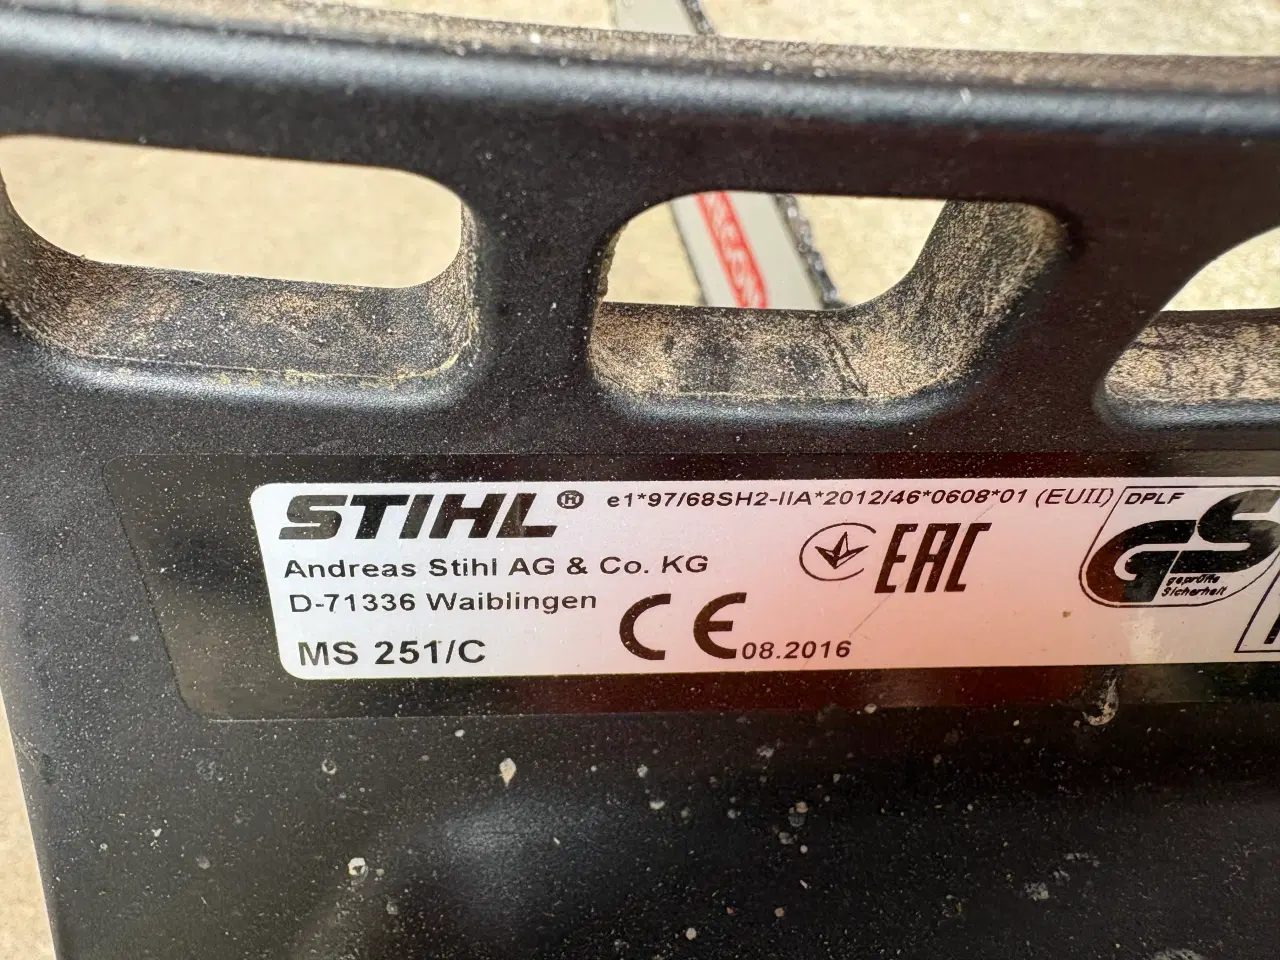 STIHL® e1*97/68SH2-IIA*2012/46*0608*01 (EUII)
DPLF
Andreas Stihl AG & Co. KG
D-71336 Waiblingen
MS 251/C
CE 08.2016
EAC
GS
geprüfte
Sicherheit